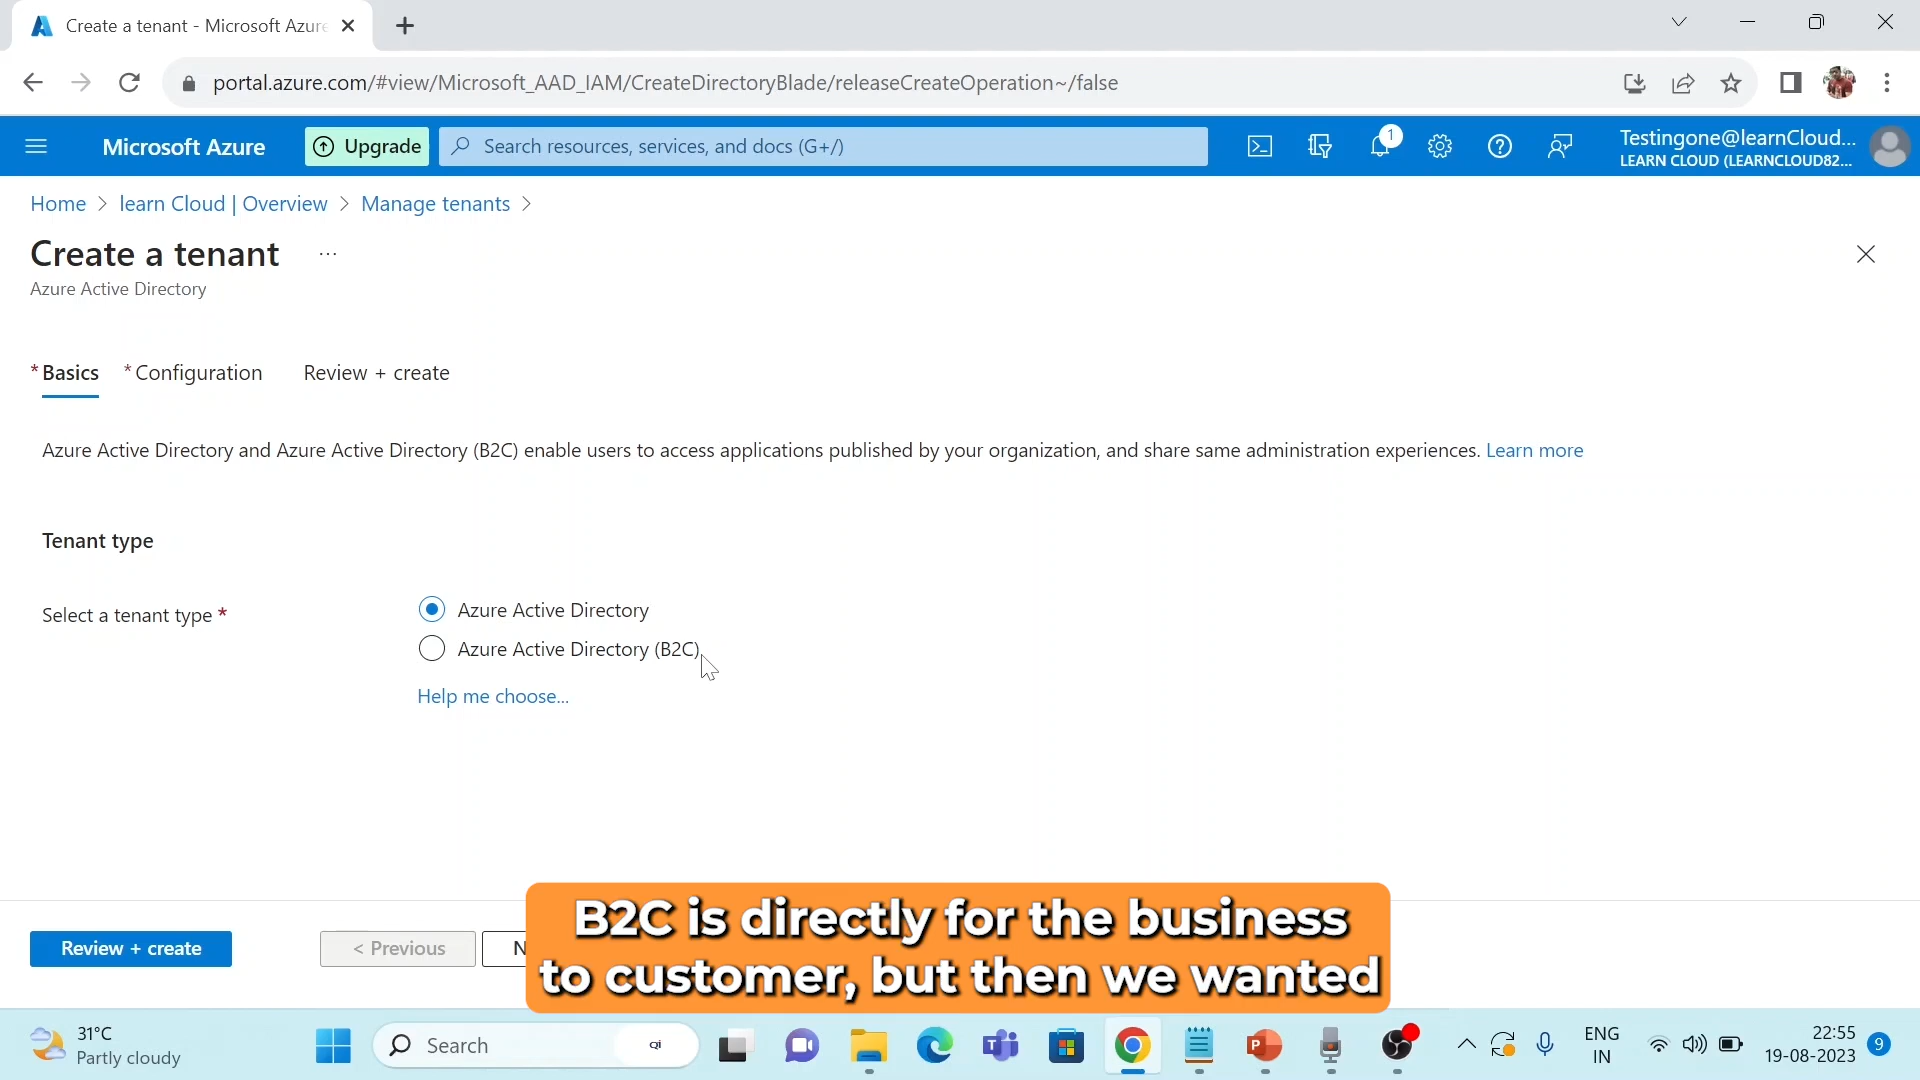 Create a tenant - Microsoft Azure
portal.azure.com/#view/Microsoft_AAD_IAM/CreateDirectoryBlade/releaseCreateOperation~/false
Microsoft Azure
Upgrade
Search resources, services, and docs (G+/)
1
Testingone@learnCloud...
LEARN CLOUD (LEARNCLOUD82...
Home > learn Cloud | Overview > Manage tenants >
Create a tenant ...
Azure Active Directory
* Basics * Configuration Review + create
Azure Active Directory and Azure Active Directory (B2C) enable users to access applications published by your organization, and share same administration experiences. Learn more
Tenant type
Select a tenant type *
Azure Active Directory
Azure Active Directory (B2C)
Help me choose...
Review + create
< Previous
B2C is directly for the business
to customer, but then we wanted
31°C
Partly cloudy
Search
ENG
IN
22:55
19-08-2023
9